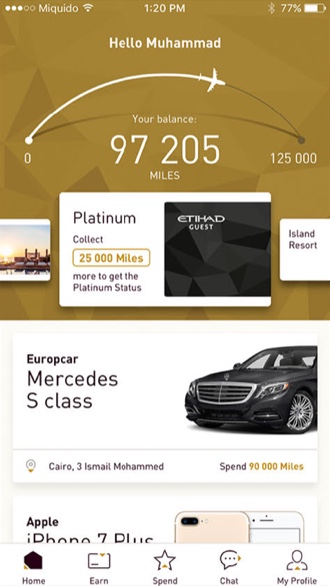 Miquido 1:20 PM 77%
Hello Muhammad
Your balance:
97 205
0 125 000
MILES
Platinum
Collect
25 000 Miles
more to get the
Platinum Status
ETIHAD
GUEST
Island
Resort
Europcar
Mercedes
S class
Cairo, 3 Ismail Mohammed Spend 90 000 Miles
Apple
iPhone 7 Plus
Home Earn Spend Chat My Profile